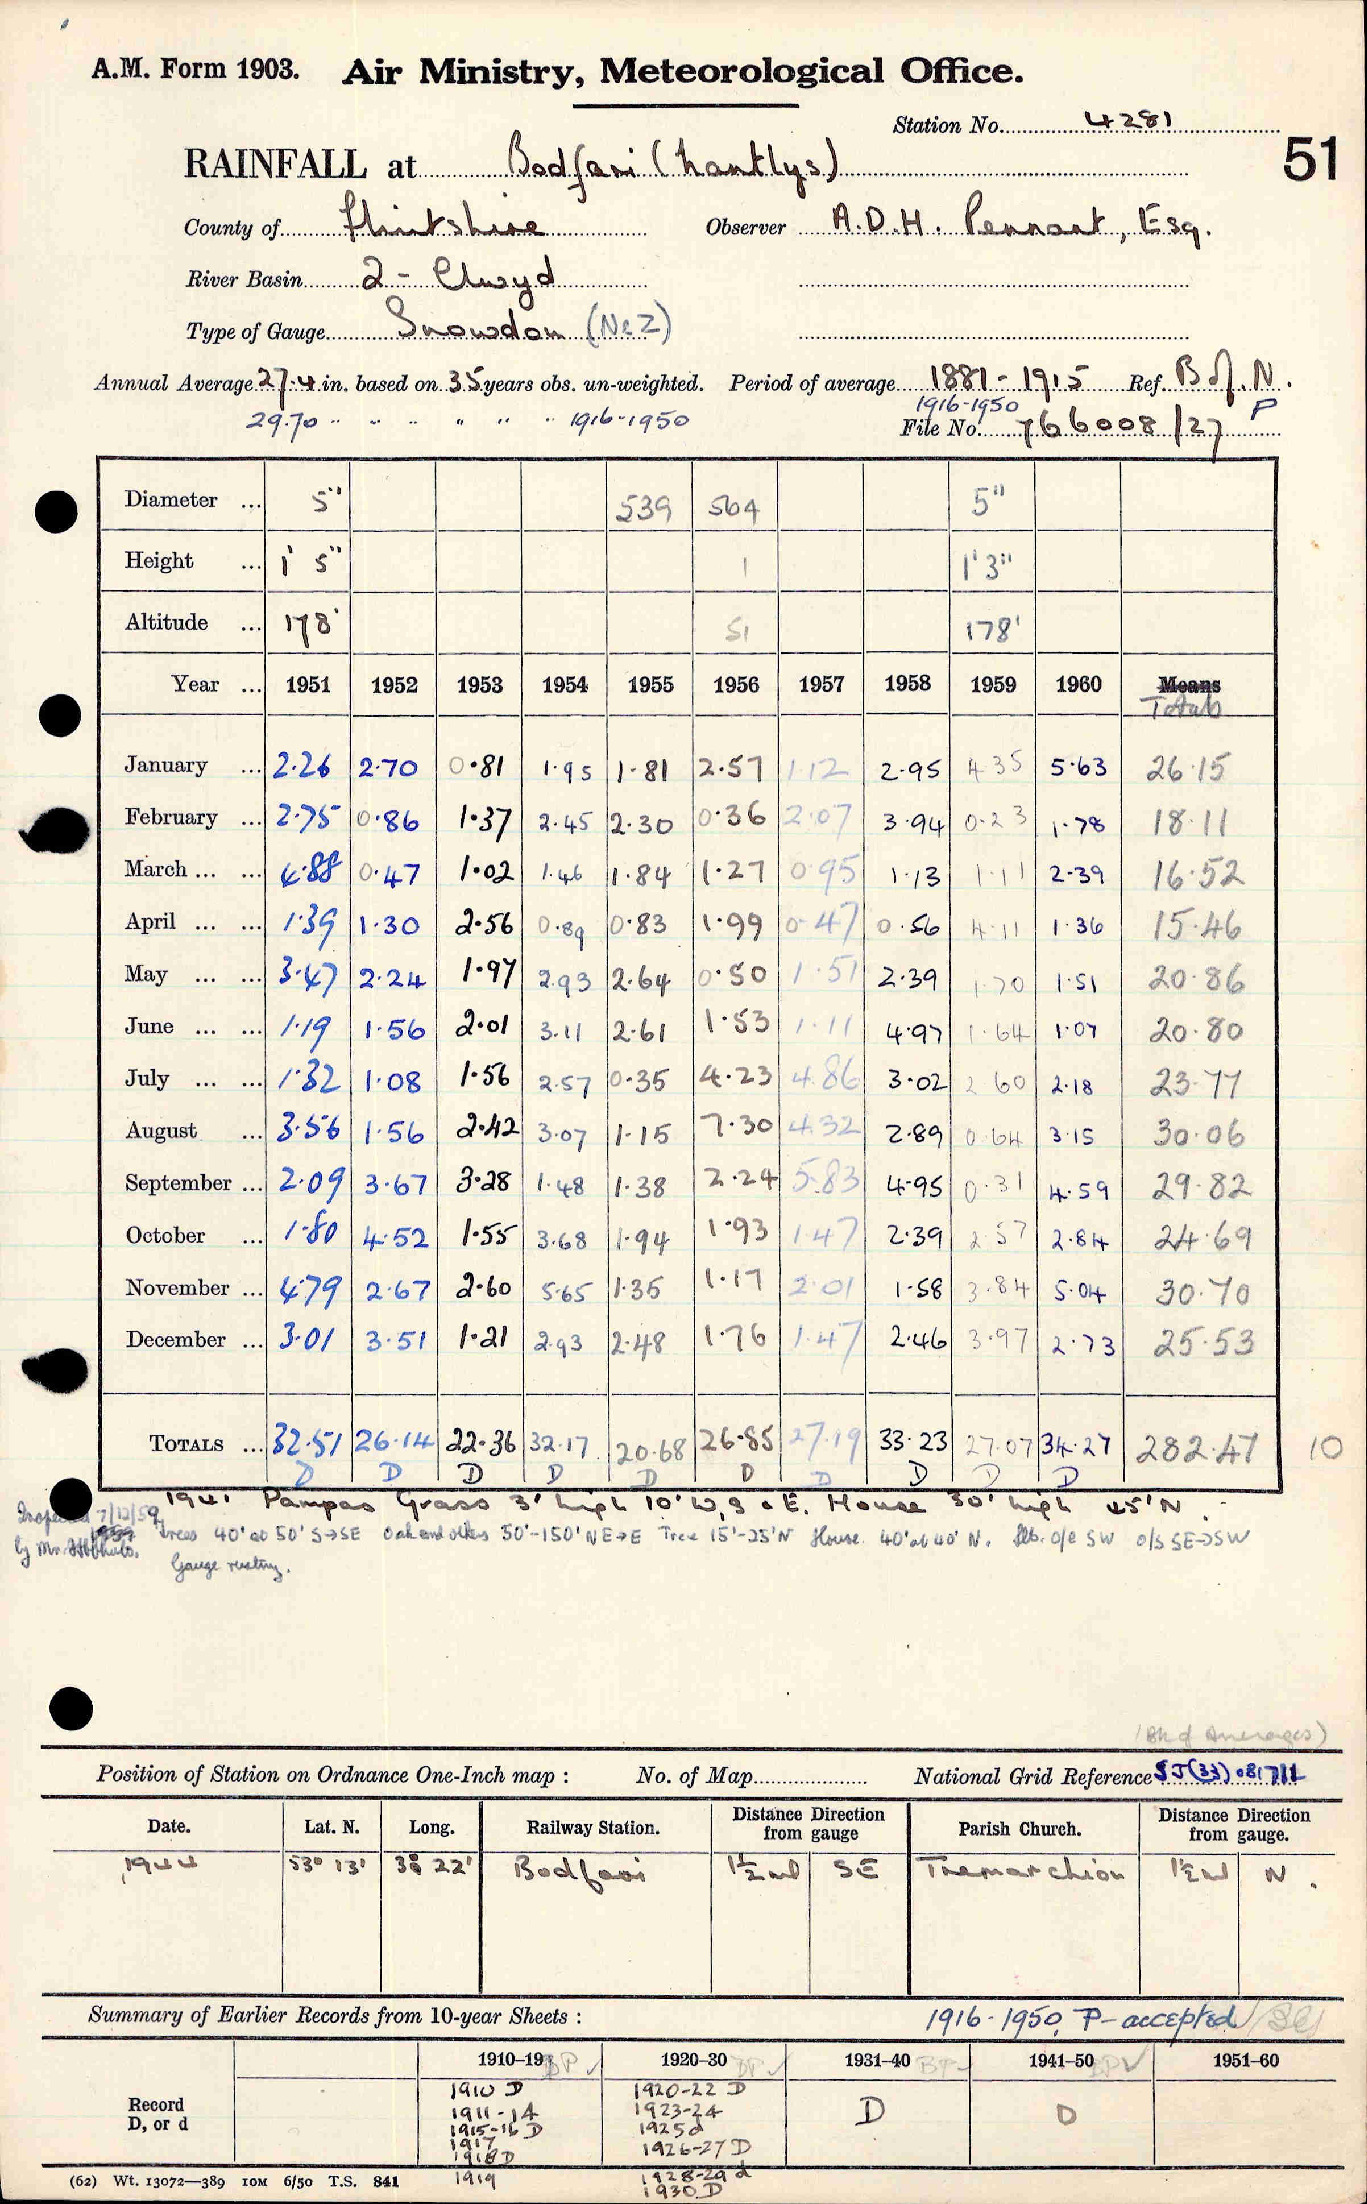 A.M. Form 1903. Air Ministry, Meteorological Office.
Station No. 4281
51
RAINFALL at Bodfari (Nantlys)
County of Flintshire Observer A.D.H. Pennant, Esq.
River Basin 2 - Clwyd
Type of Gauge Snowdon (Ne2)
Annual Average 27.4 in. based on 35 years obs. un-weighted. Period of average 1881-1915 Ref. B of. N. P
29.70 " " " " " " 1916-1950 1916-1950
File No. 766008/27
Diameter ... 5" 539 564 5"
Height ... 1' 5" 1 1'3"
Altitude ... 178' 51 178'
Year ... 1951 1952 1953 1954 1955 1956 1957 1958 1959 1960 Means
Totals
January ... 2.26 2.70 0.81 1.95 1.81 2.57 1.12 2.95 4.35 5.63 26.15
February ... 2.75 0.86 1.37 2.45 2.30 0.36 2.07 3.94 0.23 1.78 18.11
March ... ... 4.88 0.47 1.02 1.46 1.84 1.27 0.95 1.13 1.11 2.39 16.52
April ... ... 1.39 1.30 2.56 0.89 0.83 1.99 0.47 0.56 4.11 1.36 15.46
May ... ... 3.47 2.24 1.97 2.93 2.64 0.50 1.51 2.39 1.70 1.51 20.86
June ... ... 1.19 1.56 2.01 3.11 2.61 1.53 1.11 4.97 1.64 1.07 20.80
July ... ... 1.32 1.08 1.56 2.57 0.35 4.23 4.86 3.02 2.60 2.18 23.77
August ... 3.56 1.56 2.42 3.07 1.15 7.30 4.32 2.89 0.64 3.15 30.06
September ... 2.09 3.67 3.28 1.48 1.38 2.24 5.83 4.95 0.31 4.59 29.82
October ... 1.80 4.52 1.55 3.68 1.94 1.93 1.47 2.39 2.57 2.84 24.69
November ... 4.79 2.67 2.60 5.65 1.35 1.17 2.01 1.58 3.84 5.04 30.70
December ... 3.01 3.51 1.21 2.93 2.48 1.76 1.47 2.46 3.97 2.73 25.53
TOTALS ... 32.51 26.14 22.36 32.17 20.68 26.85 27.19 33.23 27.07 34.27 282.47 10
D D D D D D D D D D
1941 Pampas Grass 3' high 10' W, S & E. House 30' high 45' N.
Inspected 7/12/59 Trees 40' at 50' S→SE Oak and others 50'-150' NE→E Tree 15'-25' N House 40' at 40' N. o/e SW o/s SE→SW
by Mr.
Gauge rusting.
(Bk of Averages)
Position of Station on Ordnance One-Inch map : No. of Map National Grid Reference SJ(33) 081711
Date. Lat. N. Long. Railway Station. Distance Direction from gauge Parish Church. Distance Direction from gauge.
1944 53° 13' 3° 22' Bodfari 1½ ml SE Tremarchion 1½ml N.
Summary of Earlier Records from 10-year Sheets : 1916-1950, P- accepted
1910-19 BP ✓ 1920-30 BP ✓ 1931-40 BP ✓ 1941-50 BP ✓ 1951-60
Record
D, or d
1910 D
1911-14
1915-16 D
1917
1918 D
1919
1920-22 D
1923-24
1925 d
1926-27 D
1928-29 d
1930 D
D
D
(62) Wt. 13072—389 10M 6/50 T.S. 841